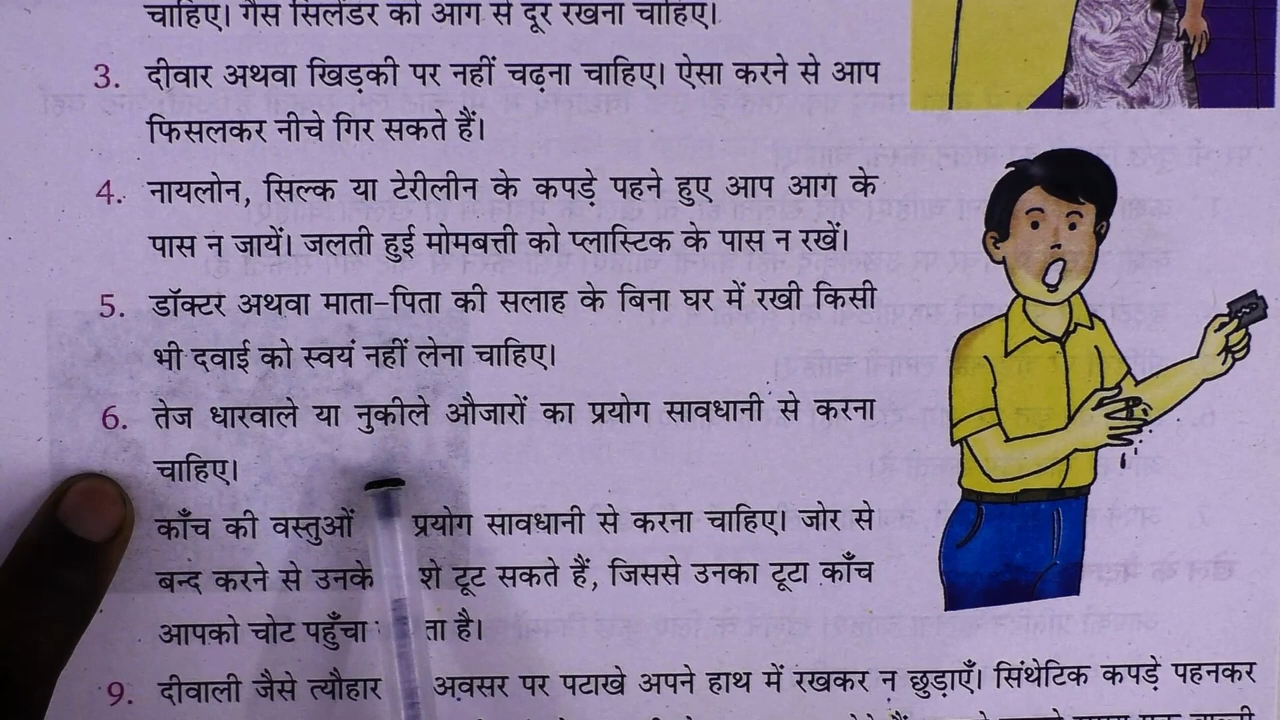 चाहिए। गैस सिलेंडर को आग से दूर रखना चाहिए।
3. दीवार अथवा खिड़की पर नहीं चढ़ना चाहिए। ऐसा करने से आप
फिसलकर नीचे गिर सकते हैं।
4. नायलोन, सिल्क या टेरीलीन के कपड़े पहने हुए आप आग के
पास न जायें। जलती हुई मोमबत्ती को प्लास्टिक के पास न रखें।
5. डॉक्टर अथवा माता-पिता की सलाह के बिना घर में रखी किसी
भी दवाई को स्वयं नहीं लेना चाहिए।
6. तेज धारवाले या नुकीले औजारों का प्रयोग सावधानी से करना
चाहिए।
काँच की वस्तुओं प्रयोग सावधानी से करना चाहिए। जोर से
बन्द करने से उनके टूट सकते हैं, जिससे उनका टूटा काँच
आपको चोट पहुँचा है।
9. दीवाली जैसे त्यौहार अवसर पर पटाखे अपने हाथ में रखकर न छुड़ाएँ। सिंथेटिक कपड़े पहनकर